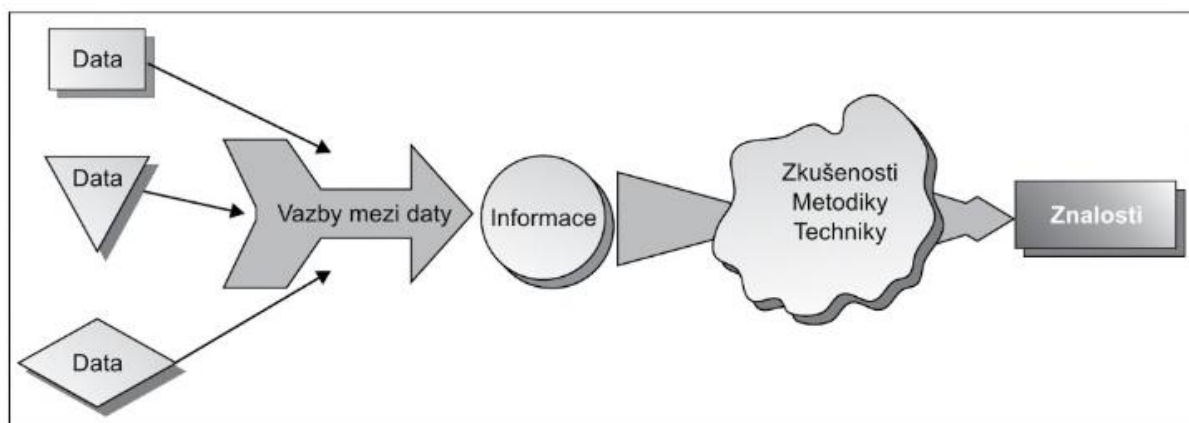 Data
Data
Data
Vazby mezi daty
Informace
Zkušenosti
Metodiky
Techniky
Znalosti